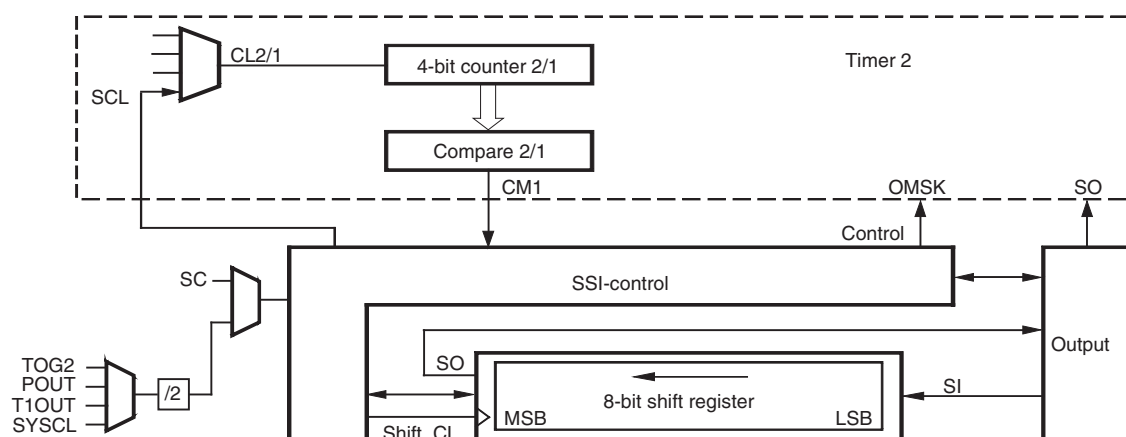 Timer 2
CL2/1
4-bit counter 2/1
SCL
Compare 2/1
CM1
OMSK
SO
Control
SC
SSI-control
TOG2
POUT
T1OUT
SYSCL
/2
SO
Output
SI
8-bit shift register
MSB
LSB
Shift_CL